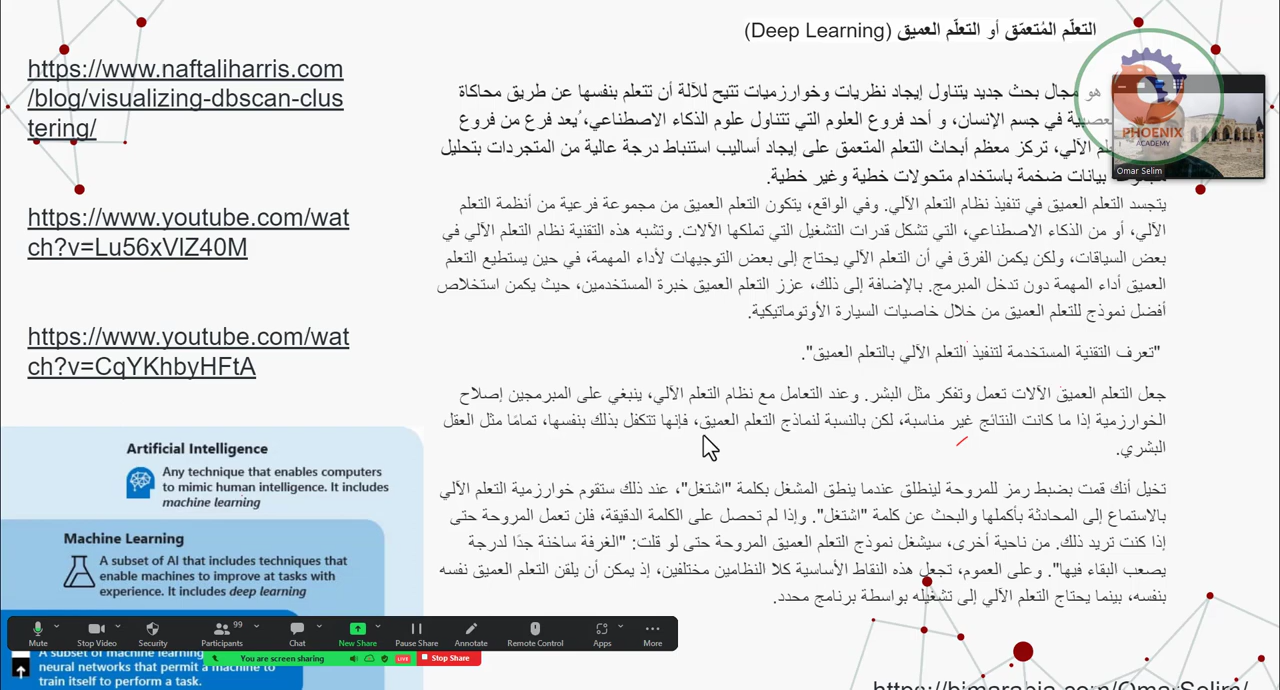 التعلّم المُتعمّق أو التعلّم العميق (Deep Learning)
هو مجال بحث جديد يتناول إيجاد نظريات وخوارزميات تتيح للآلة أن تتعلم بنفسها عن طريق محاكاة
في جسم الإنسان، و أحد فروع العلوم التي تتناول علوم الذكاء الاصطناعي، ُيعد فرع من فروع
الآلي، تركز معظم أبحاث التعلم المتعمق على إيجاد أساليب استنباط درجة عالية من المتجردات بتحليل
بيانات ضخمة باستخدام متحولات خطية وغير خطية.
يتجسد التعلم العميق في تنفيذ نظام التعلم الآلي. وفي الواقع، يتكون التعلم العميق من مجموعة فرعية من أنظمة التعلم
الآلي، أو من الذكاء الاصطناعي، التي تشكل قدرات التشغيل التي تملكها الآلات. وتشبه هذه التقنية نظام التعلم الآلي في
بعض السياقات، ولكن يكمن الفرق في أن التعلم الآلي يحتاج إلى بعض التوجيهات لأداء المهمة، في حين يستطيع التعلم
العميق أداء المهمة دون تدخل المبرمج. بالإضافة إلى ذلك، عزز التعلم العميق خبرة المستخدمين، حيث يكمن استخلاص
أفضل نموذج للتعلم العميق من خلال خاصيات السيارة الأوتوماتيكية.
"تعرف التقنية المستخدمة لتنفيذ التعلم الآلي بالتعلم العميق".
جعل التعلم العميق الآلات تعمل وتفكر مثل البشر. وعند التعامل مع نظام التعلم الآلي، ينبغي على المبرمجين إصلاح
الخوارزمية إذا ما كانت النتائج غير مناسبة، لكن بالنسبة لنماذج التعلم العميق، فإنها تتكفل بذلك بنفسها، تمامًا مثل العقل
البشري.
تخيل أنك قمت بضبط رمز للمروحة لينطلق عندما ينطق المشغل بكلمة "اشتغل"، عند ذلك ستقوم خوارزمية التعلم الآلي
بالاستماع إلى المحادثة بأكملها والبحث عن كلمة "اشتغل". وإذا لم تحصل على الكلمة الدقيقة، فلن تعمل المروحة حتى
إذا كنت تريد ذلك. من ناحية أخرى، سيشغل نموذج التعلم العميق المروحة حتى لو قلت: "الغرفة ساخنة جدًا لدرجة
يصعب البقاء فيها". وعلى العموم، تجعل هذه النقاط الأساسية كلا النظامين مختلفين، إذ يمكن أن يلقن التعلم العميق نفسه
بنفسه، بينما يحتاج التعلم الآلي إلى تشغيله بواسطة برنامج محدد.
https://www.naftaliharris.com
/blog/visualizing-dbscan-clus
tering/
https://www.youtube.com/wat
ch?v=Lu56xVlZ40M
https://www.youtube.com/wat
ch?v=CqYKhbyHFtA
Artificial Intelligence
Any technique that enables computers
to mimic human intelligence. It includes
machine learning
Machine Learning
A subset of AI that includes techniques that
enable machines to improve at tasks with
experience. It includes deep learning
A subset of machine learning
neural networks that permit a machine to
train itself to perform a task.
PHOENIX
ACADEMY
Omar Selim
Mute
Stop Video
Security
Participants
99
Chat
New Share
Pause Share
Annotate
Remote Control
Apps
More
You are screen sharing
LIVE
Stop Share
https://bimarabia.com/OmarSelim/